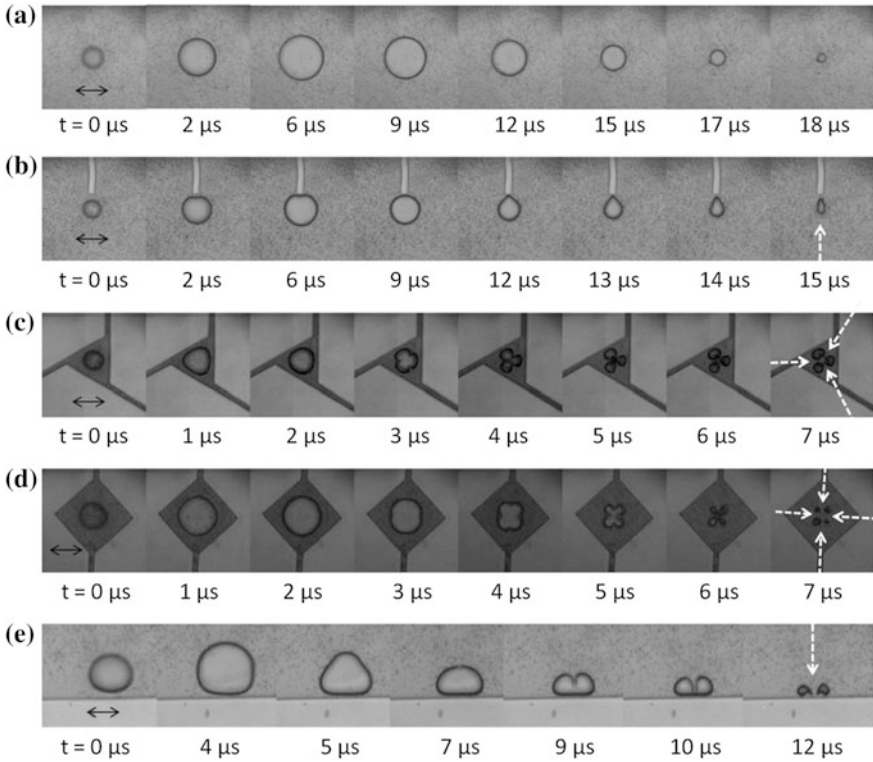 (a)
t = 0 µs 2 µs 6 µs 9 µs 12 µs 15 µs 17 µs 18 µs
(b)
t = 0 µs 2 µs 6 µs 9 µs 12 µs 13 µs 14 µs 15 µs
(c)
t = 0 µs 1 µs 2 µs 3 µs 4 µs 5 µs 6 µs 7 µs
(d)
t = 0 µs 1 µs 2 µs 3 µs 4 µs 5 µs 6 µs 7 µs
(e)
t = 0 µs 4 µs 5 µs 7 µs 9 µs 10 µs 12 µs